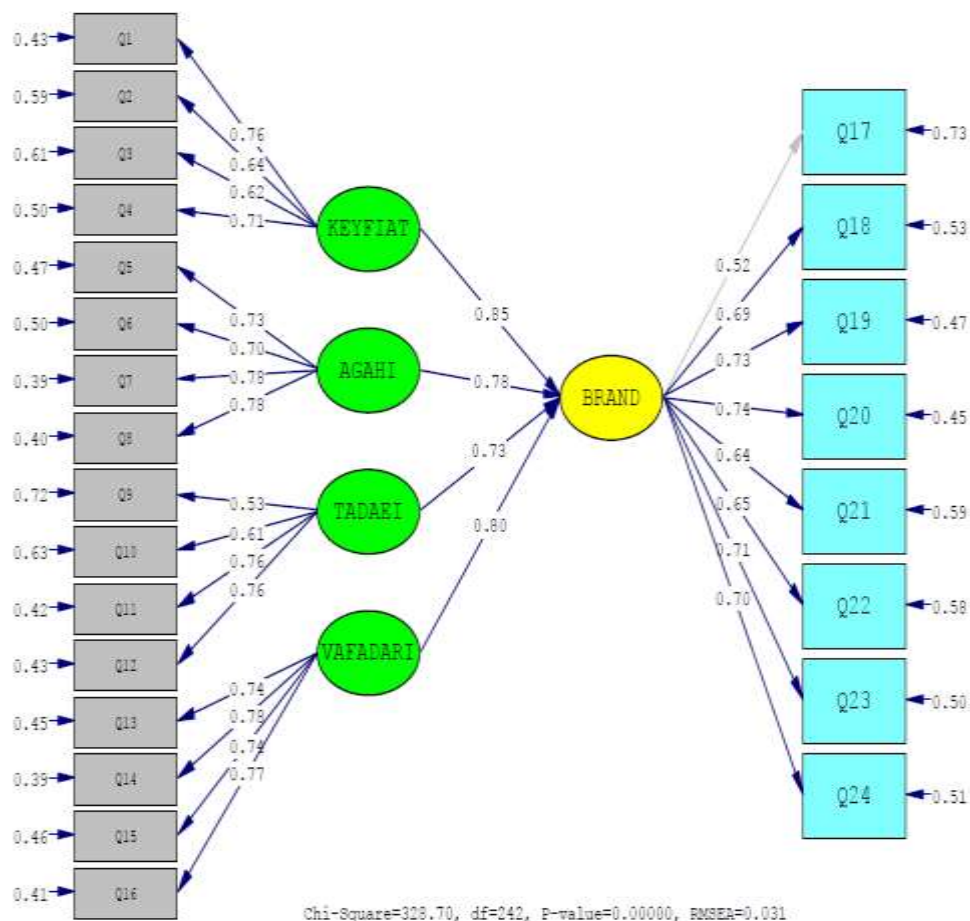 0.43 Q1
0.59 Q2
0.61 Q3
0.50 Q4
0.47 Q5
0.50 Q6
0.39 Q7
0.40 Q8
0.72 Q9
0.63 Q10
0.42 Q11
0.43 Q12
0.45 Q13
0.39 Q14
0.46 Q15
0.41 Q16
0.76
0.64
0.62
0.71
KEYFIAT
0.73
0.70
0.78
0.78
AGAHI
0.53
0.61
0.76
0.76
TADAEI
0.74
0.78
0.74
0.77
VAFADARI
0.85
0.78
0.73
0.80
BRAND
0.52
0.69
0.73
0.74
0.64
0.65
0.71
0.70
Q17 0.73
Q18 0.53
Q19 0.47
Q20 0.45
Q21 0.59
Q22 0.58
Q23 0.50
Q24 0.51
Chi-Square=328.70, df=242, P-value=0.00000, RMSEA=0.031